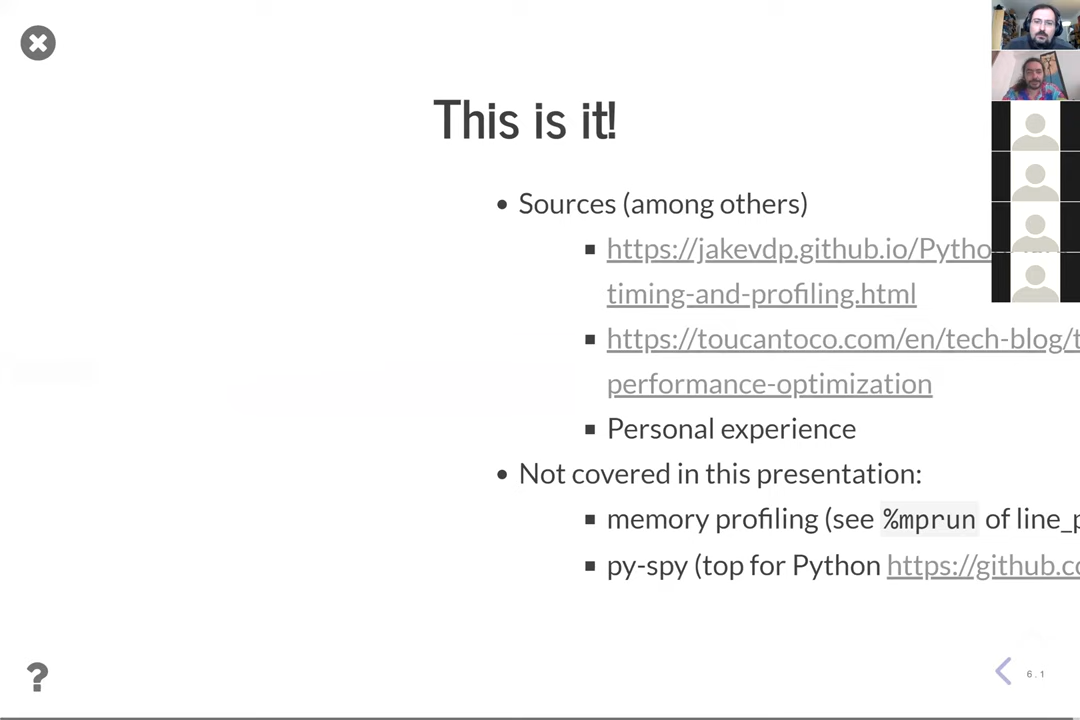 This is it!
Sources (among others)
https://jakevdp.github.io/Pytho
timing-and-profiling.html
https://toucantoco.com/en/tech-blog/t
performance-optimization
Personal experience
Not covered in this presentation:
memory profiling (see %mprun of line_p
py-spy (top for Python https://github.co
?
6.1